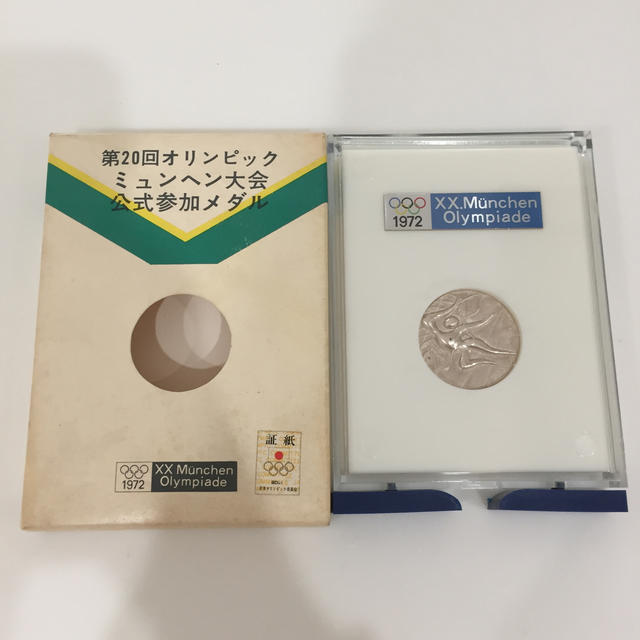 第20回オリンピック
ミュンヘン大会
公式参加メダル
1972
XX München
Olympiade
証紙
1972
XX. München
Olympiade